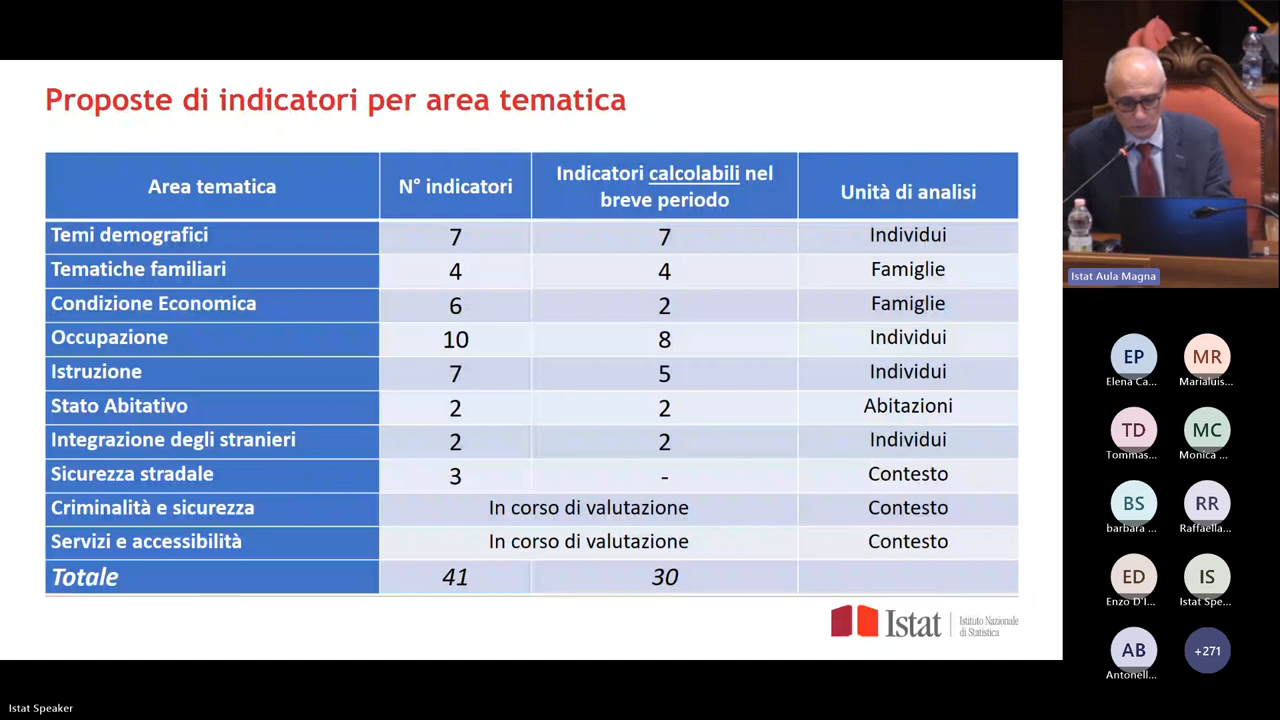 Proposte di indicatori per area tematica
Area tematica
N° indicatori
Indicatori calcolabili nel
breve periodo
Unità di analisi
Temi demografici 7 7 Individui
Tematiche familiari 4 4 Famiglie
Condizione Economica 6 2 Famiglie
Occupazione 10 8 Individui
Istruzione 7 5 Individui
Stato Abitativo 2 2 Abitazioni
Integrazione degli stranieri 2 2 Individui
Sicurezza stradale 3 - Contesto
Criminalità e sicurezza In corso di valutazione Contesto
Servizi e accessibilità In corso di valutazione Contesto
Totale 41 30
Istat
Istituto Nazionale
di Statistica
Istat Aula Magna
EP MR
Elena Ca... Marialuis...
TD MC
Tommas... Monica ...
BS RR
barbara ... Raffaella...
ED IS
Enzo D'I... Istat Spe...
AB +271
Antonell...
Istat Speaker